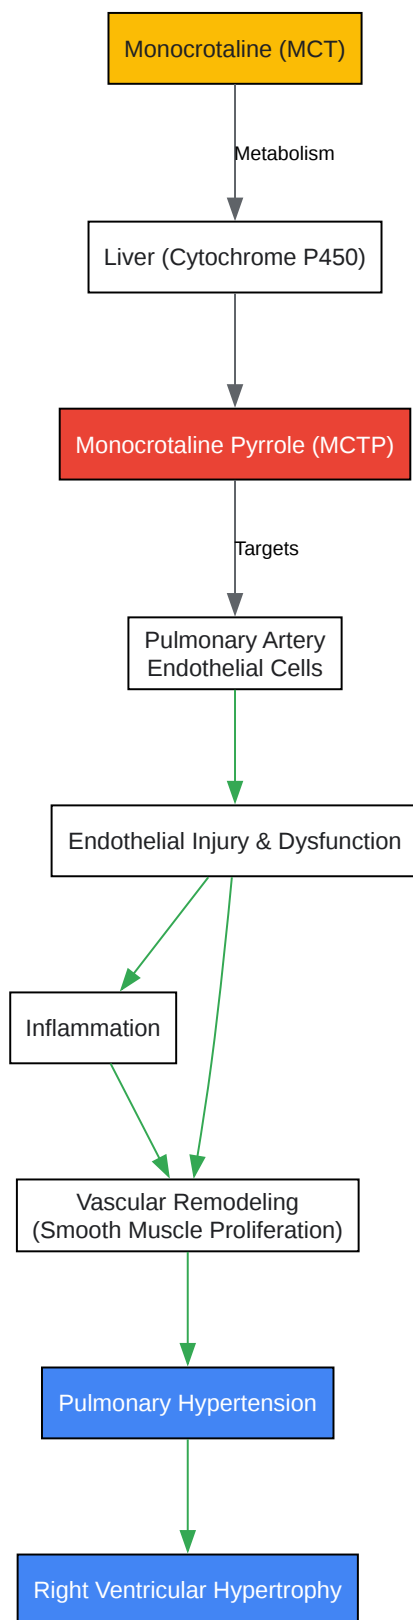 Monocrotaline (MCT)
Metabolism
Liver (Cytochrome P450)
Monocrotaline Pyrrole (MCTP)
Targets
Pulmonary Artery
Endothelial Cells
Endothelial Injury & Dysfunction
Inflammation
Vascular Remodeling
(Smooth Muscle Proliferation)
Pulmonary Hypertension
Right Ventricular Hypertrophy